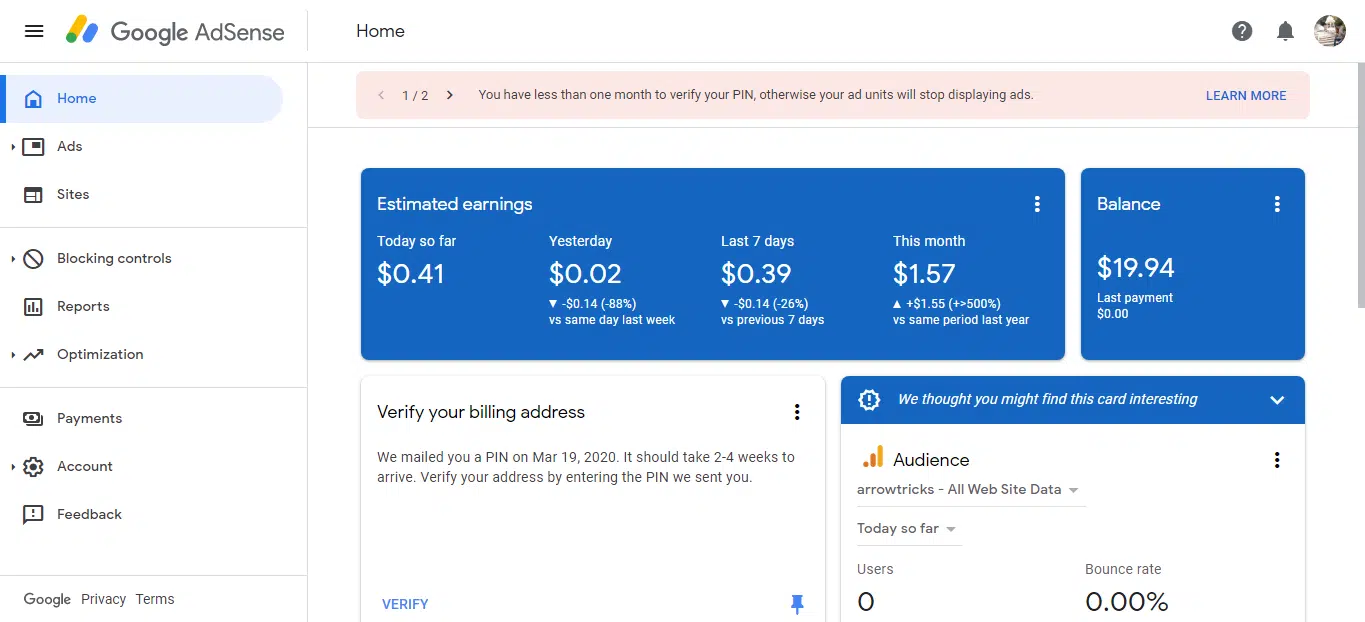 Google AdSense
Home
Home
Ads
Sites
Blocking controls
Reports
Optimization
Payments
Account
Feedback
Google Privacy Terms
1 / 2 You have less than one month to verify your PIN, otherwise your ad units will stop displaying ads. LEARN MORE
Estimated earnings
Today so far
$0.41
Yesterday
$0.02
▼ -$0.14 (-88%)
vs same day last week
Last 7 days
$0.39
▼ -$0.14 (-26%)
vs previous 7 days
This month
$1.57
▲ +$1.55 (+>500%)
vs same period last year
Balance
$19.94
Last payment
$0.00
Verify your billing address
We mailed you a PIN on Mar 19, 2020. It should take 2-4 weeks to
arrive. Verify your address by entering the PIN we sent you.
VERIFY
We thought you might find this card interesting
Audience
arrowtricks - All Web Site Data
Today so far
Users
0
Bounce rate
0.00%